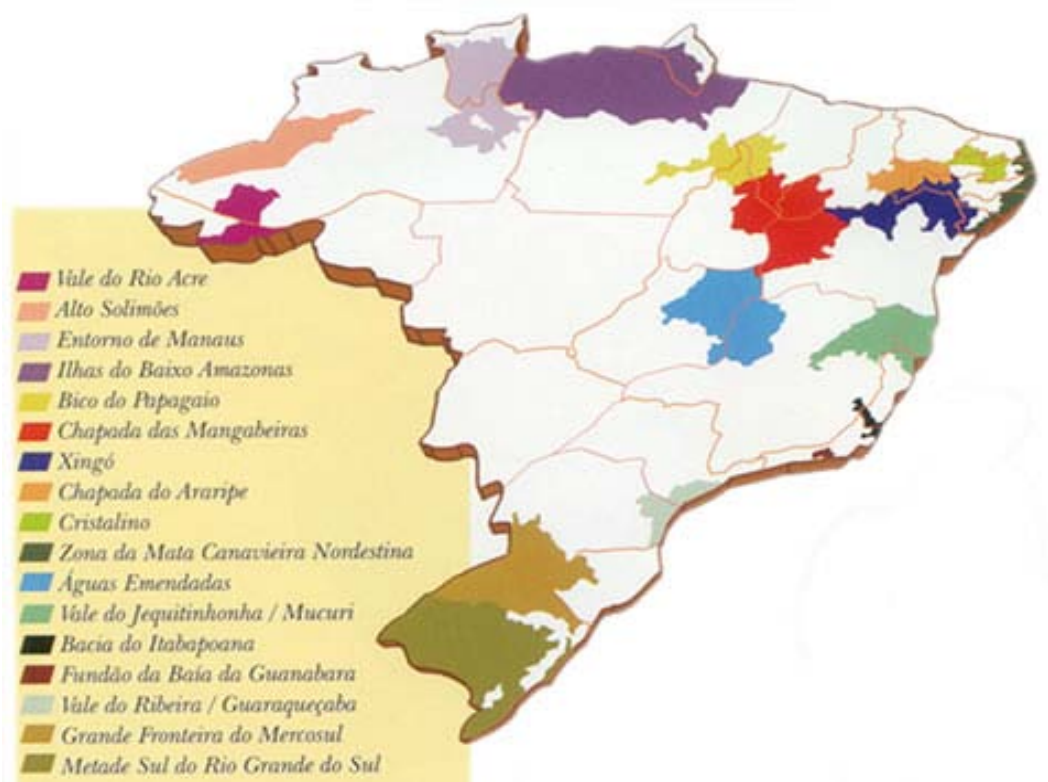 Vale do Rio Acre
Alto Solimões
Entorno de Manaus
Ilhas do Baixo Amazonas
Bico do Papagaio
Chapada das Mangabeiras
Xingó
Chapada do Araripe
Cristalino
Zona da Mata Canavieira Nordestina
Águas Emendadas
Vale do Jequitinhonha / Mucuri
Bacia do Itabapoana
Fundão da Baía da Guanabara
Vale do Ribeira / Guaraqueçaba
Grande Fronteira do Mercosul
Metade Sul do Rio Grande do Sul